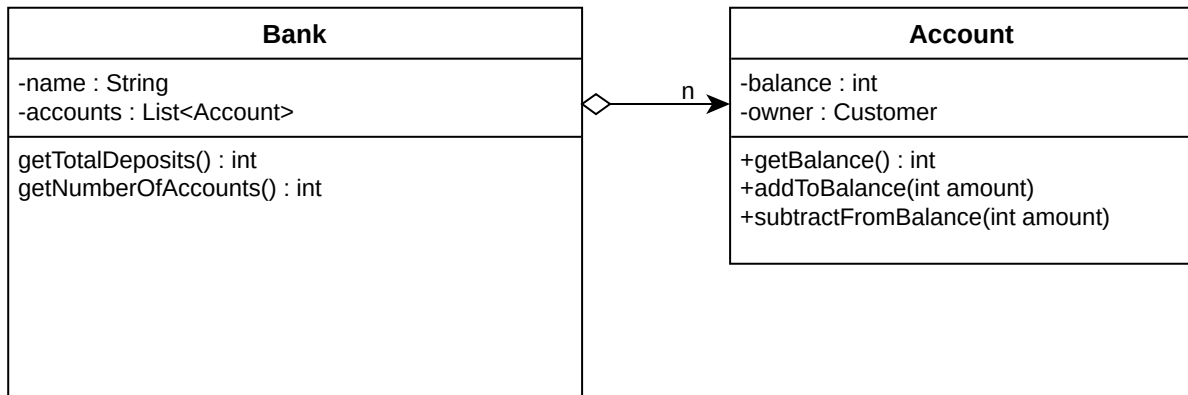 Bank
-name : String
-accounts : List<Account>
getTotalDeposits() : int
getNumberOfAccounts() : int
n
Account
-balance : int
-owner : Customer
+getBalance() : int
+addToBalance(int amount)
+subtractFromBalance(int amount)